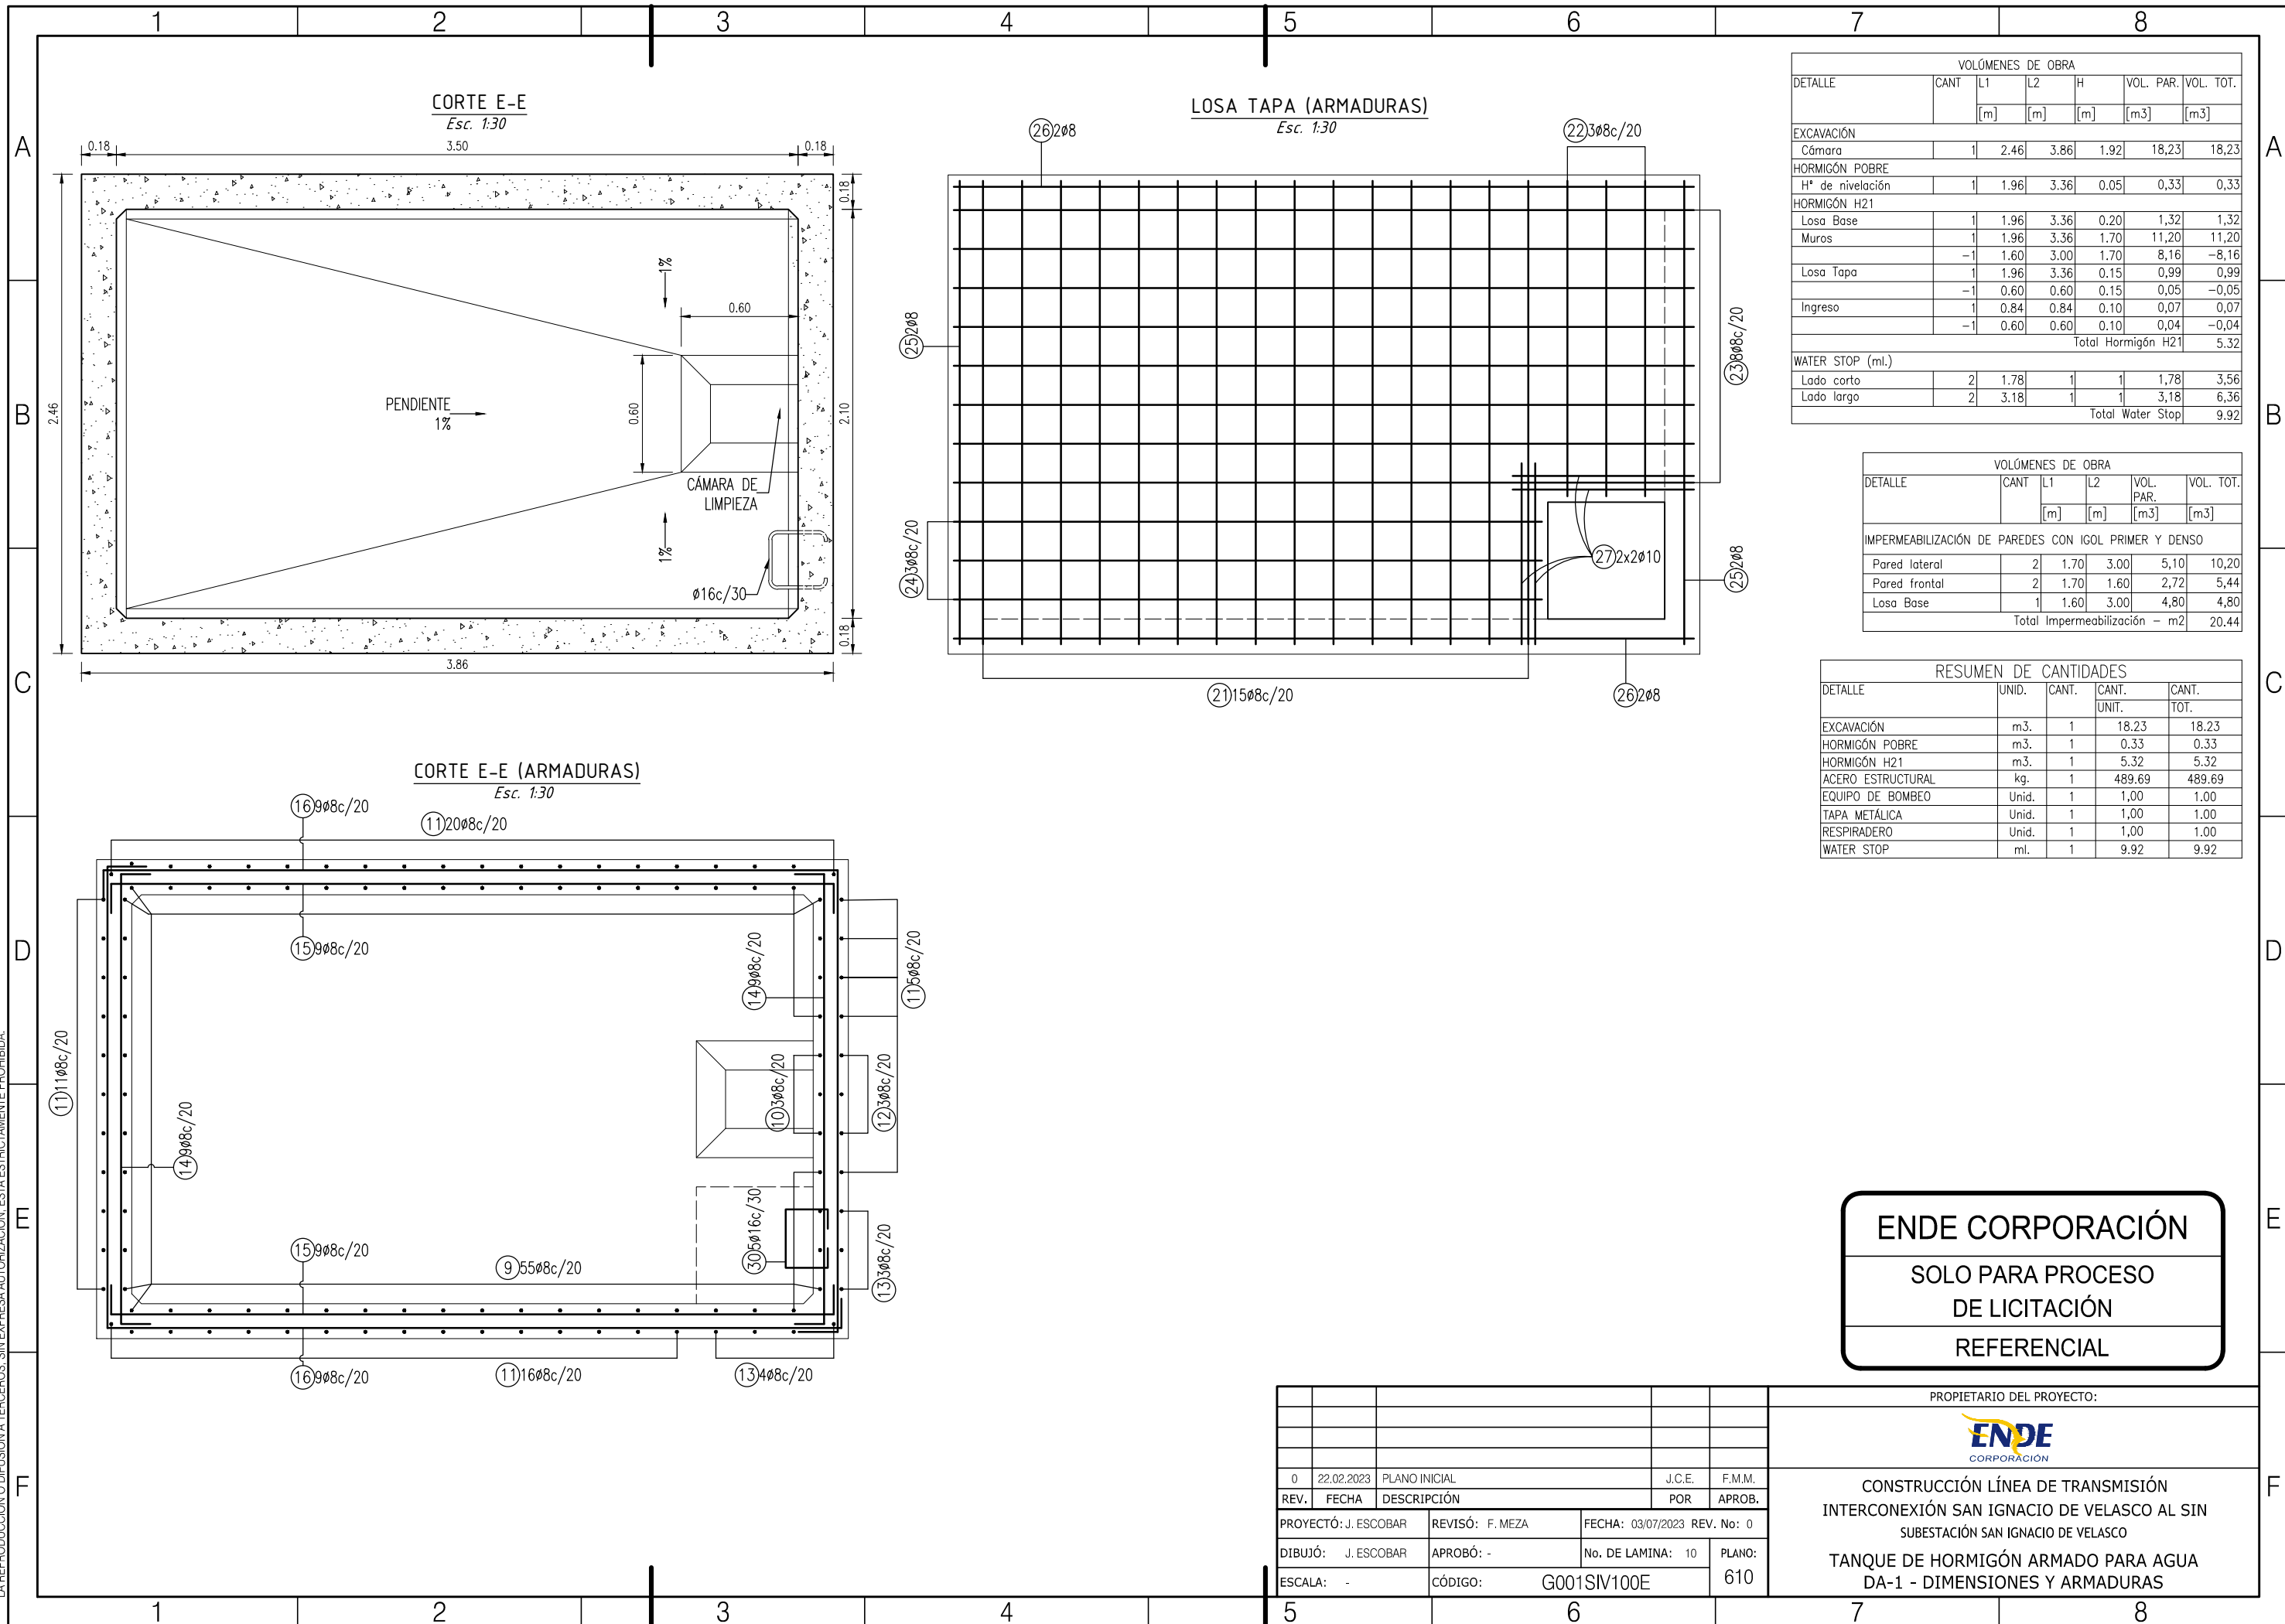 1 2 3 4 5 6 7 8
A
B
C
D
E
F
A
B
C
D
E
F
CORTE E-E
Esc. 1:30
0.18
3.50
0.18
0.18
2.46
2.10
0.18
3.86
1%
0.60
0.60
PENDIENTE
1%
CÁMARA DE
LIMPIEZA
1%
ø16c/30
LOSA TAPA (ARMADURAS)
Esc. 1:30
26 2ø8
22 3ø8c/20
25 2ø8
23 8ø8c/20
24 3ø8c/20
27 2x2ø10
25 2ø8
21 15ø8c/20
26 2ø8
CORTE E-E (ARMADURAS)
Esc. 1:30
16 9ø8c/20
11 20ø8c/20
15 9ø8c/20
14 9ø8c/20
11 5ø8c/20
11 11ø8c/20
10 3ø8c/20
12 3ø8c/20
14 9ø8c/20
15 9ø8c/20
9 55ø8c/20
30 5ø16c/30
13 3ø8c/20
16 9ø8c/20
11 16ø8c/20
13 4ø8c/20
VOLÚMENES DE OBRA
DETALLE CANT L1 L2 H VOL. PAR. VOL. TOT.
[m] [m] [m] [m3] [m3]
EXCAVACIÓN
Cámara 1 2.46 3.86 1.92 18,23 18,23
HORMIGÓN POBRE
H° de nivelación 1 1.96 3.36 0.05 0,33 0,33
HORMIGÓN H21
Losa Base 1 1.96 3.36 0.20 1,32 1,32
Muros 1 1.96 3.36 1.70 11,20 11,20
-1 1.60 3.00 1.70 8,16 -8,16
Losa Tapa 1 1.96 3.36 0.15 0,99 0,99
-1 0.60 0.60 0.15 0,05 -0,05
Ingreso 1 0.84 0.84 0.10 0,07 0,07
-1 0.60 0.60 0.10 0,04 -0,04
Total Hormigón H21 5.32
WATER STOP (ml.)
Lado corto 2 1.78 1 1 1,78 3,56
Lado largo 2 3.18 1 1 3,18 6,36
Total Water Stop 9.92
VOLÚMENES DE OBRA
DETALLE CANT L1 L2 VOL. PAR. VOL. TOT.
[m] [m] [m3] [m3]
IMPERMEABILIZACIÓN DE PAREDES CON IGOL PRIMER Y DENSO
Pared lateral 2 1.70 3.00 5,10 10,20
Pared frontal 2 1.70 1.60 2,72 5,44
Losa Base 1 1.60 3.00 4,80 4,80
Total Impermeabilización - m2 20.44
RESUMEN DE CANTIDADES
DETALLE UNID. CANT. CANT. CANT.
UNIT. TOT.
EXCAVACIÓN m3. 1 18.23 18.23
HORMIGÓN POBRE m3. 1 0.33 0.33
HORMIGÓN H21 m3. 1 5.32 5.32
ACERO ESTRUCTURAL kg. 1 489.69 489.69
EQUIPO DE BOMBEO Unid. 1 1,00 1.00
TAPA METÁLICA Unid. 1 1,00 1.00
RESPIRADERO Unid. 1 1,00 1.00
WATER STOP ml. 1 9.92 9.92
ENDE CORPORACIÓN
SOLO PARA PROCESO
DE LICITACIÓN
REFERENCIAL
0 22.02.2023 PLANO INICIAL J.C.E. F.M.M.
REV. FECHA DESCRIPCIÓN POR APROB.
PROYECTÓ: J. ESCOBAR REVISÓ: F. MEZA FECHA: 03/07/2023 REV. No: 0
DIBUJÓ: J. ESCOBAR APROBÓ: - No. DE LAMINA: 10 PLANO:
ESCALA: - CÓDIGO: G001SIV100E 610
PROPIETARIO DEL PROYECTO:
ENDE
CORPORACIÓN
CONSTRUCCIÓN LÍNEA DE TRANSMISIÓN
INTERCONEXIÓN SAN IGNACIO DE VELASCO AL SIN
SUBESTACIÓN SAN IGNACIO DE VELASCO
TANQUE DE HORMIGÓN ARMADO PARA AGUA
DA-1 - DIMENSIONES Y ARMADURAS
LA REPRODUCCIÓN O DIFUSIÓN A TERCEROS, SIN EXPRESA AUTORIZACIÓN, ESTA ESTRICTAMENTE PROHIBIDA.
1 2 3 4 5 6 7 8